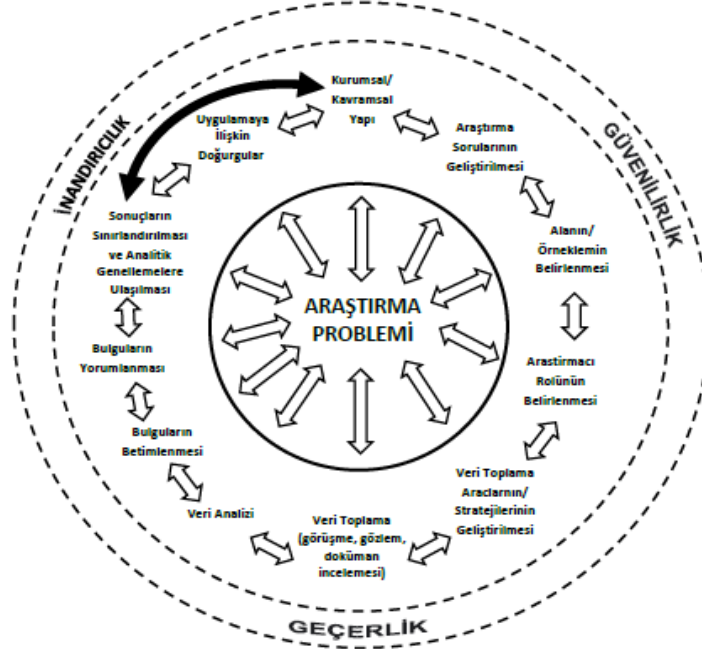 Kurumsal/
Kavramsal
Yapı
Araştırma
Sorularının
Geliştirilmesi
Alanın/
Örneklemin
Belirlenmesi
Arastirmacı
Rolünün
Belirlenmesi
Veri Toplama
Araclarnın/
Stratejilerinin
Geliştirilmesi
Veri Toplama
(görüşme, gözlem,
doküman
incelemesi)
Veri Analizi
Bulguların
Betimlenmesi
Bulguların
Yorumlanması
Sonuçların
Sınırlandırılması
ve Analitik
Genellemelere
Ulaşılması
Uygulamaya
İlişkin
Doğurgular
ARAŞTIRMA
PROBLEMİ
İNANDIRICILIK
GÜVENİLİRLİK
GEÇERLİK